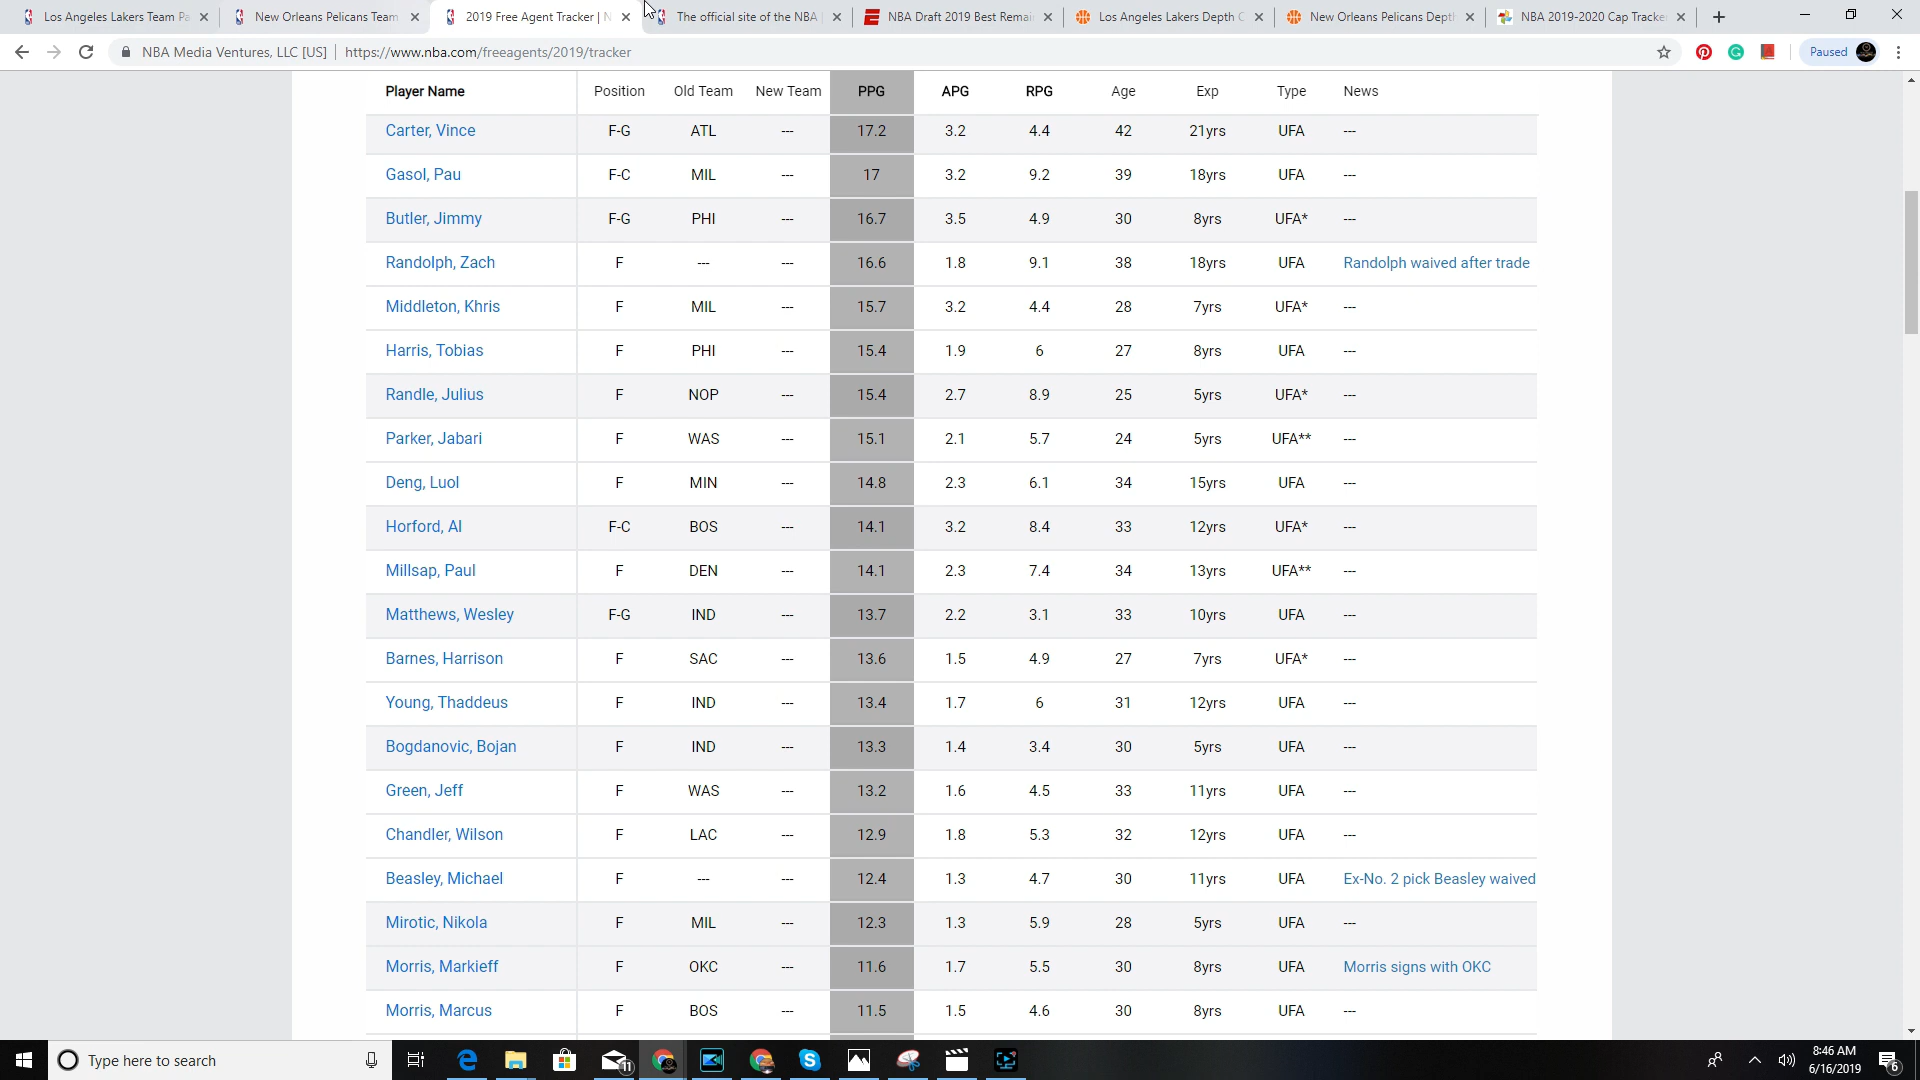 Los Angeles Lakers Team Pa New Orleans Pelicans Team 2019 Free Agent Tracker | N The official site of the NBA | NBA Draft 2019 Best Remai Los Angeles Lakers Depth C New Orleans Pelicans Depth NBA 2019-2020 Cap Tracke
NBA Media Ventures, LLC [US] https://www.nba.com/freeagents/2019/tracker Paused
Player Name Position Old Team New Team PPG APG RPG Age Exp Type News
Carter, Vince F-G ATL --- 17.2 3.2 4.4 42 21yrs UFA ---
Gasol, Pau F-C MIL --- 17 3.2 9.2 39 18yrs UFA ---
Butler, Jimmy F-G PHI --- 16.7 3.5 4.9 30 8yrs UFA* ---
Randolph, Zach F --- --- 16.6 1.8 9.1 38 18yrs UFA Randolph waived after trade
Middleton, Khris F MIL --- 15.7 3.2 4.4 28 7yrs UFA* ---
Harris, Tobias F PHI --- 15.4 1.9 6 27 8yrs UFA ---
Randle, Julius F NOP --- 15.4 2.7 8.9 25 5yrs UFA* ---
Parker, Jabari F WAS --- 15.1 2.1 5.7 24 5yrs UFA** ---
Deng, Luol F MIN --- 14.8 2.3 6.1 34 15yrs UFA ---
Horford, Al F-C BOS --- 14.1 3.2 8.4 33 12yrs UFA* ---
Millsap, Paul F DEN --- 14.1 2.3 7.4 34 13yrs UFA** ---
Matthews, Wesley F-G IND --- 13.7 2.2 3.1 33 10yrs UFA ---
Barnes, Harrison F SAC --- 13.6 1.5 4.9 27 7yrs UFA* ---
Young, Thaddeus F IND --- 13.4 1.7 6 31 12yrs UFA ---
Bogdanovic, Bojan F IND --- 13.3 1.4 3.4 30 5yrs UFA ---
Green, Jeff F WAS --- 13.2 1.6 4.5 33 11yrs UFA ---
Chandler, Wilson F LAC --- 12.9 1.8 5.3 32 12yrs UFA ---
Beasley, Michael F --- --- 12.4 1.3 4.7 30 11yrs UFA Ex-No. 2 pick Beasley waived
Mirotic, Nikola F MIL --- 12.3 1.3 5.9 28 5yrs UFA ---
Morris, Markieff F OKC --- 11.6 1.7 5.5 30 8yrs UFA Morris signs with OKC
Morris, Marcus F BOS --- 11.5 1.5 4.6 30 8yrs UFA ---
Type here to search 11 8:46 AM
6/16/2019 6